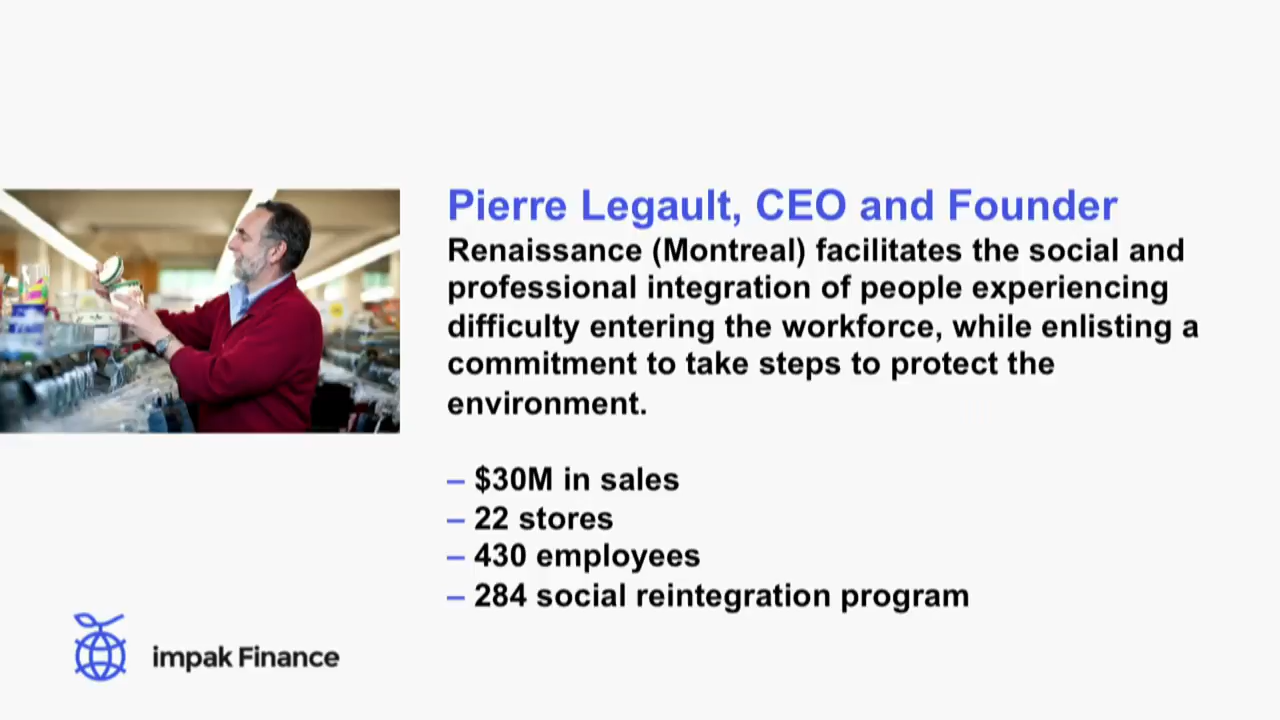 Pierre Legault, CEO and Founder
Renaissance (Montreal) facilitates the social and
professional integration of people experiencing
difficulty entering the workforce, while enlisting a
commitment to take steps to protect the
environment.
– $30M in sales
– 22 stores
– 430 employees
– 284 social reintegration program
impak Finance